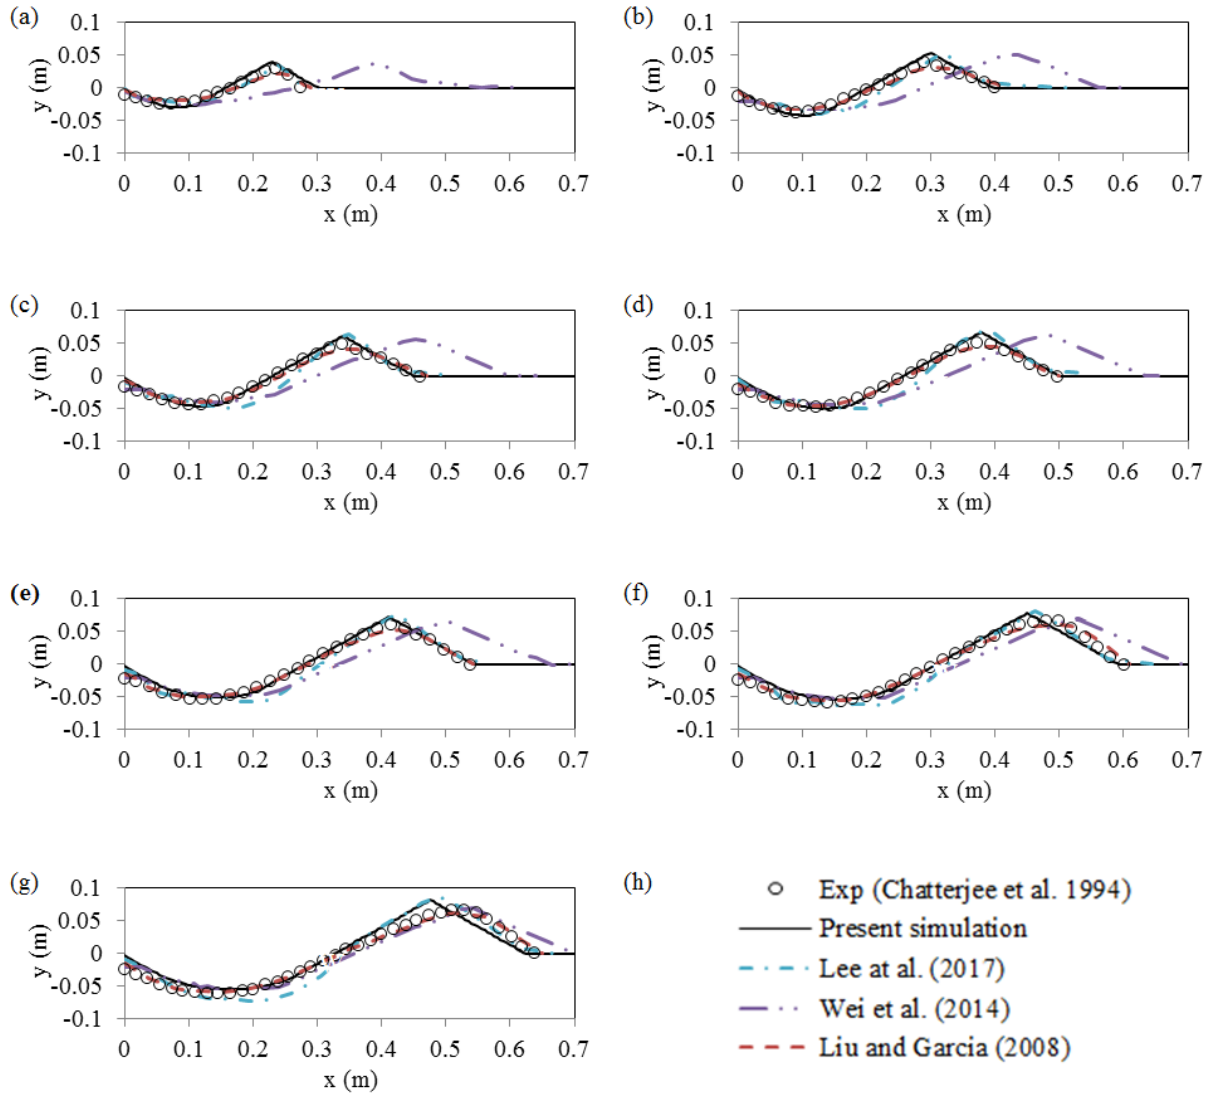 (a) (b)
0.1 0.1
0.05 0.05
0 0
-0.05 -0.05
-0.1 -0.1
y (m) y (m)
0 0.1 0.2 0.3 0.4 0.5 0.6 0.7 0 0.1 0.2 0.3 0.4 0.5 0.6 0.7
x (m) x (m)
(c) (d)
0.1 0.1
0.05 0.05
0 0
-0.05 -0.05
-0.1 -0.1
y (m) y (m)
0 0.1 0.2 0.3 0.4 0.5 0.6 0.7 0 0.1 0.2 0.3 0.4 0.5 0.6 0.7
x (m) x (m)
(e) (f)
0.1 0.1
0.05 0.05
0 0
-0.05 -0.05
-0.1 -0.1
y (m) y (m)
0 0.1 0.2 0.3 0.4 0.5 0.6 0.7 0 0.1 0.2 0.3 0.4 0.5 0.6 0.7
x (m) x (m)
(g)
0.1
0.05
0
-0.05
-0.1
y (m)
0 0.1 0.2 0.3 0.4 0.5 0.6 0.7
x (m)
(h)
Exp (Chatterjee et al. 1994)
Present simulation
Lee at al. (2017)
Wei et al. (2014)
Liu and Garcia (2008)